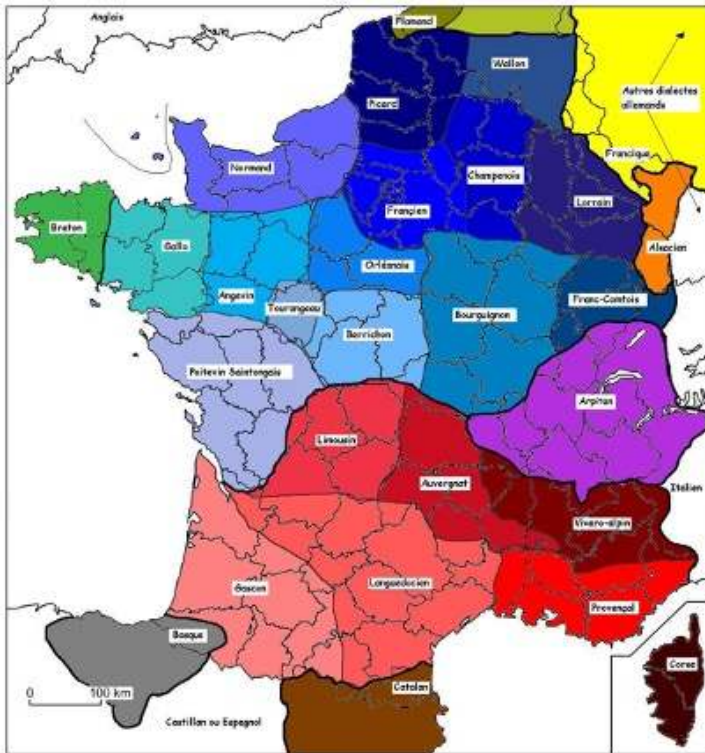 Anglais
Flamand
Wallon
Picard
Autres dialectes
allemands
Francique
Normand
Champenois
Françien
Lorrain
Breton
Gallo
Alsacien
Orléanais
Angevin
Tourangeau
Franc-Comtois
Bourguignon
Berrichon
Poitevin Saintongais
Arpitan
Limousin
Auvergnat
Italien
Vivaro-alpin
Gascon
Languedocien
Provençal
Basque
Corse
Catalan
0 100 km
Castillan ou Espagnol